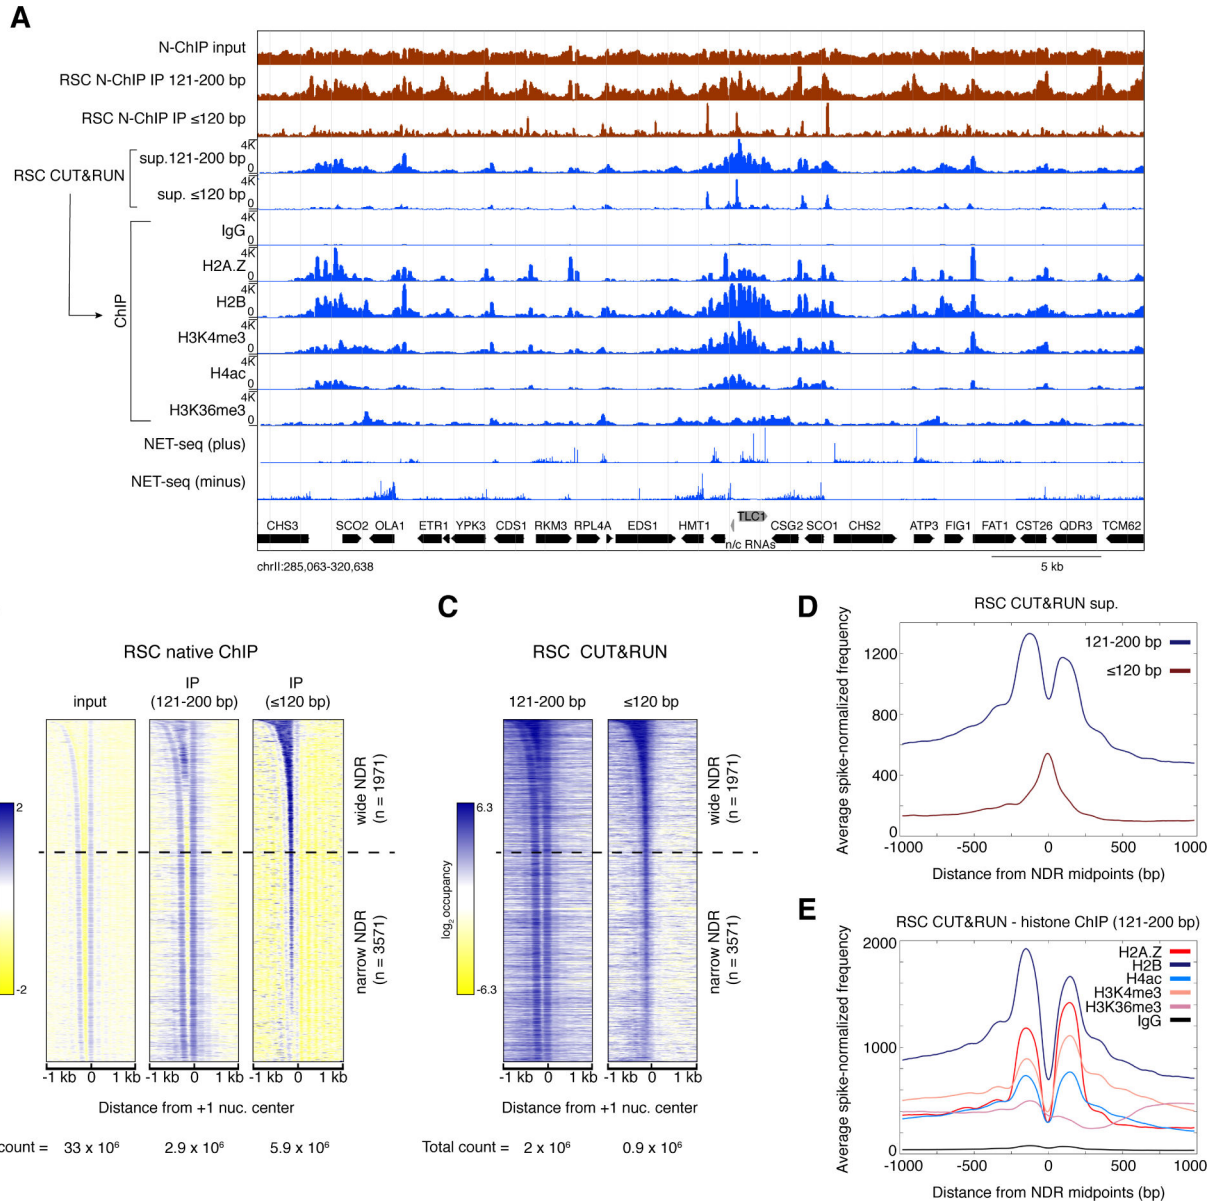 A
N-ChIP input
RSC N-ChIP IP 121-200 bp
RSC N-ChIP IP ≤120 bp
RSC CUT&RUN
sup.121-200 bp
4K
0
sup. ≤120 bp
4K
0
ChIP
IgG
4K
0
H2A.Z
4K
0
H2B
4K
0
H3K4me3
4K
0
H4ac
4K
0
H3K36me3
4K
0
NET-seq (plus)
NET-seq (minus)
TLC1
CHS3 SCO2 OLA1 ETR1 YPK3 CDS1 RKM3 RPL4A EDS1 HMT1 CSG2 SCO1 CHS2 ATP3 FIG1 FAT1 CST26 QDR3 TCM62
n/c RNAs
chrII:285,063-320,638
5 kb
RSC native ChIP
input
IP
(121-200 bp)
IP
(≤120 bp)
2
-2
wide NDR
(n = 1971)
narrow NDR
(n = 3571)
-1 kb 0 1 kb
-1 kb 0 1 kb
-1 kb 0 1 kb
Distance from +1 nuc. center
count = 33 x 10⁶ 2.9 x 10⁶ 5.9 x 10⁶
C
RSC CUT&RUN
121-200 bp
≤120 bp
6.3
log₂ occupancy
-6.3
wide NDR
(n = 1971)
narrow NDR
(n = 3571)
-1 kb 0 1 kb
-1 kb 0 1 kb
Distance from +1 nuc. center
Total count = 2 x 10⁶ 0.9 x 10⁶
D
RSC CUT&RUN sup.
Average spike-normalized frequency
1200
800
400
0
121-200 bp
≤120 bp
-1000 -500 0 500 1000
Distance from NDR midpoints (bp)
E
RSC CUT&RUN - histone ChIP (121-200 bp)
Average spike-normalized frequency
2000
1000
0
H2A.Z
H2B
H4ac
H3K4me3
H3K36me3
IgG
-1000 -500 0 500 1000
Distance from NDR midpoints (bp)